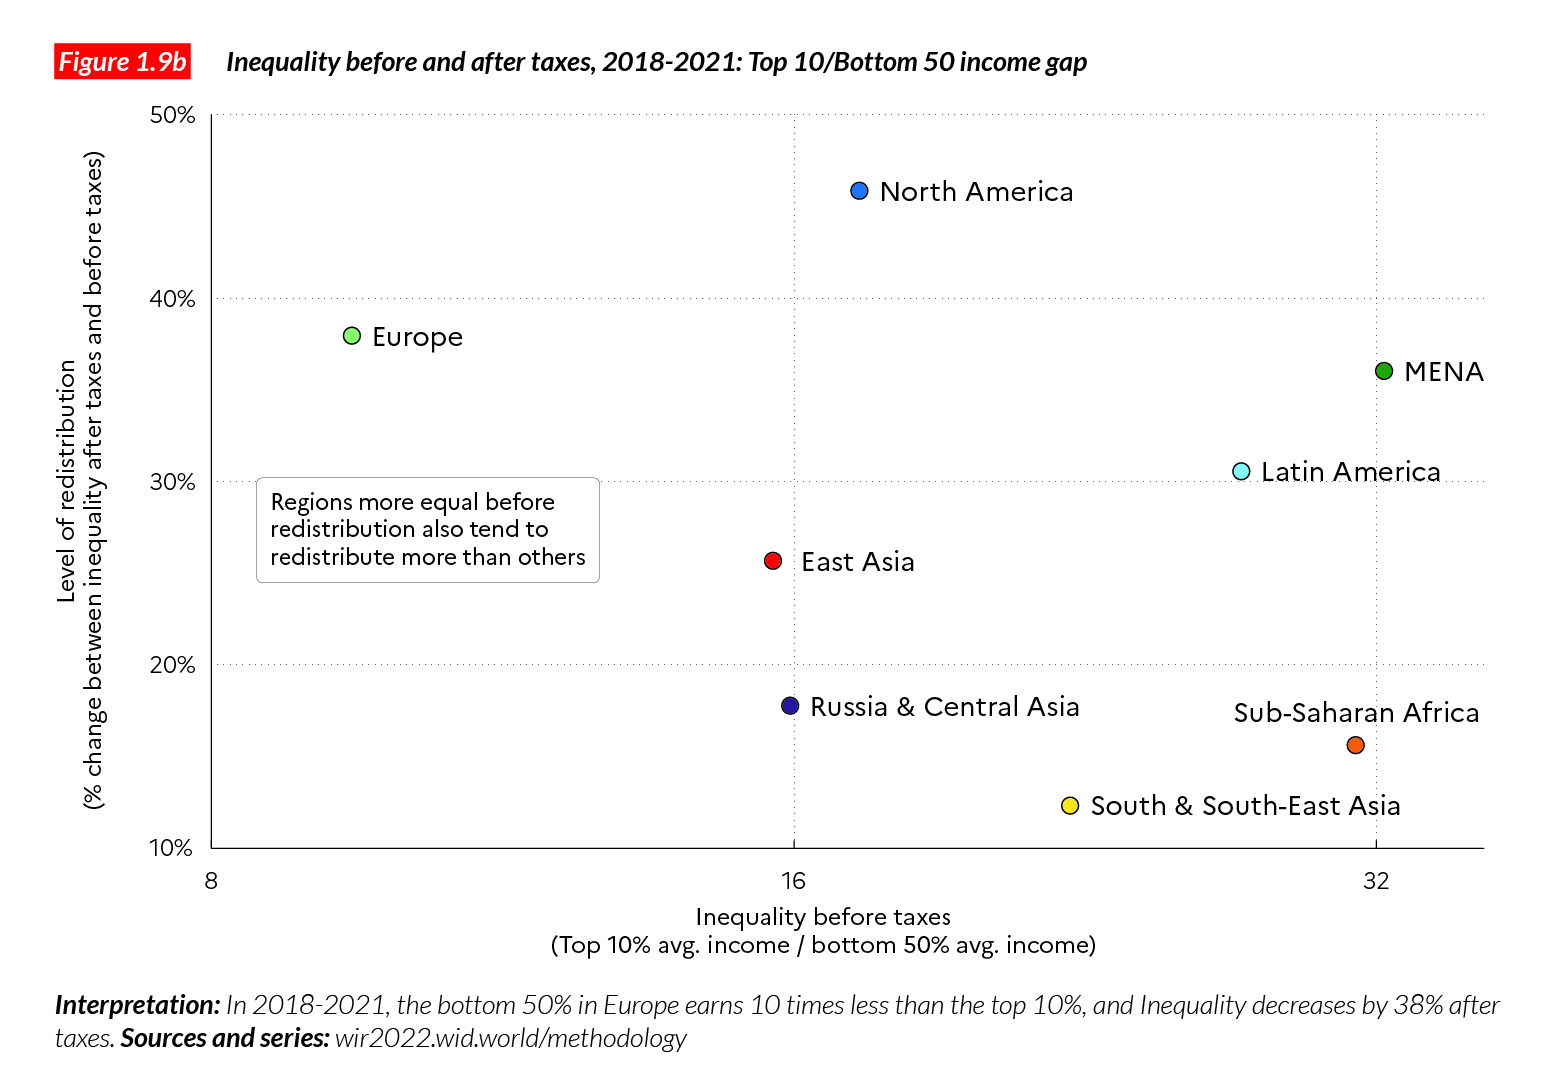 Figure 1.9b Inequality before and after taxes, 2018-2021: Top 10/Bottom 50 income gap
Level of redistribution
(% change between inequality after taxes and before taxes)
50%
40%
30%
20%
10%
North America
Europe
MENA
Latin America
Regions more equal before
redistribution also tend to
redistribute more than others
East Asia
Russia & Central Asia
Sub-Saharan Africa
South & South-East Asia
8 16 32
Inequality before taxes
(Top 10% avg. income / bottom 50% avg. income)
Interpretation: In 2018-2021, the bottom 50% in Europe earns 10 times less than the top 10%, and Inequality decreases by 38% after
taxes. Sources and series: wir2022.wid.world/methodology